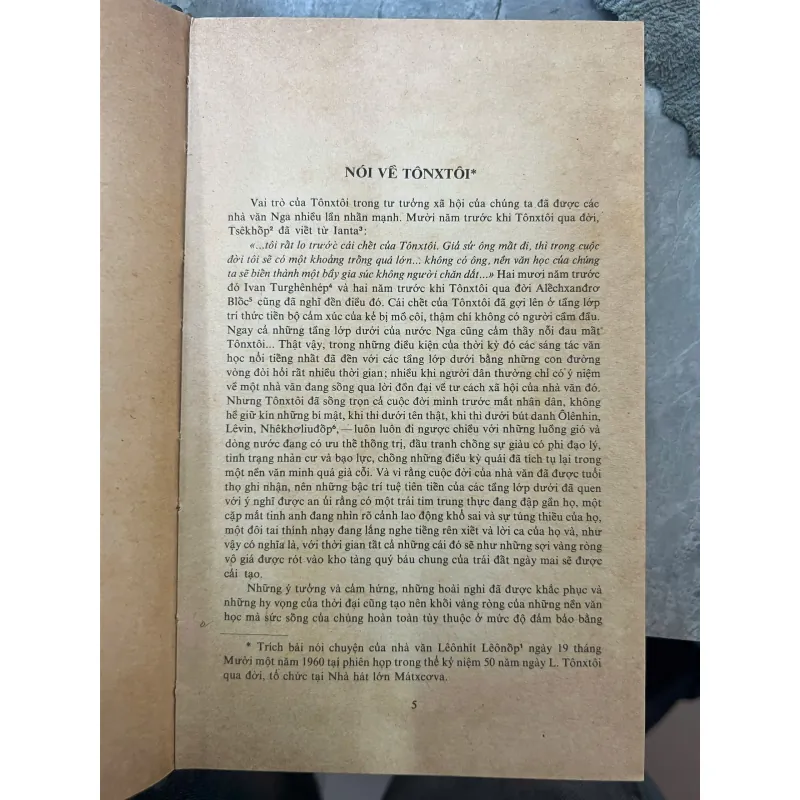 NÓI VỀ TÔNXTÔI*
Vai trò của Tônxtôi trong tư tưởng xã hội của chúng ta đã được các
nhà văn Nga nhiều lần nhấn mạnh. Mười năm trước khi Tônxtôi qua đời,
Tsêkhôp² đã viết từ Ianta³:
«...tôi rất lo trước cái chết của Tônxtôi. Giả sử ông mất đi, thì trong cuộc
đời tôi sẽ có một khoảng trống quá lớn... không có ông, nền văn học của chúng
ta sẽ biến thành một bầy gia súc không người chăn dắt...» Hai mươi năm trước
đó Ivan Turghênhép⁴ và hai năm trước khi Tônxtôi qua đời Alêchxanđrơ
Blôc⁵ cũng đã nghĩ đến điều đó. Cái chết của Tônxtôi đã gợi lên ở tầng lớp
trí thức tiến bộ cảm xúc của kẻ bị mồ côi, thậm chí không có người cầm đầu.
Ngay cả những tầng lớp dưới của nước Nga cũng cảm thấy nỗi đau mất
Tônxtôi... Thật vậy, trong những điều kiện của thời kỳ đó các sáng tác văn
học nổi tiếng nhất đã đến với các tầng lớp dưới bằng những con đường
vòng đòi hỏi rất nhiều thời gian; nhiều khi người dân thường chỉ có ý niệm
về một nhà văn đang sống qua lời đồn đại về tư cách xã hội của nhà văn đó.
Nhưng Tônxtôi đã sống trọn cả cuộc đời mình trước mắt nhân dân, không
hề giữ kín những bí mật, khi thì dưới tên thật, khi thì dưới bút danh Ôlênhin,
Lêvin, Nhêkhơliuđôp⁶,—luôn luôn đi ngược chiều với những luồng gió và
dòng nước đang có ưu thế thống trị, đấu tranh chống sự giàu có phi đạo lý,
tình trạng nhàn cư và bạo lực, chống những điều kỳ quái đã tích tụ lại trong
một nền văn minh quá già cỗi. Và vì rằng cuộc đời của nhà văn đã được tuổi
thọ ghi nhận, nên những bậc trí tuệ tiên tiến của các tầng lớp dưới đã quen
với ý nghĩ được an ủi rằng có một trái tim trung thực đang đập gần họ, một
cặp mắt tinh anh đang nhìn rõ cảnh lao động khổ sai và sự túng thiếu của họ,
một đôi tai thính nhạy đang lắng nghe tiếng rên xiết và lời ca của họ và, như
vậy có nghĩa là, với thời gian tất cả những cái đó sẽ như những sợi vàng ròng
vô giá được rót vào kho tàng quý báu chung của trái đất ngày mai sẽ được
cải tạo.
Những ý tưởng và cảm hứng, những hoài nghi đã được khắc phục và
những hy vọng của thời đại cũng tạo nên khối vàng ròng của những nền văn
học mà sức sống của chúng hoàn toàn tùy thuộc ở mức độ đảm bảo bằng
* Trích bài nói chuyện của nhà văn Lêônhít Lêônôp¹ ngày 19 tháng
Mười một năm 1960 tại phiên họp trọng thể kỷ niệm 50 năm ngày L. Tônxtôi
qua đời, tổ chức tại Nhà hát lớn Mátxcơva.
5